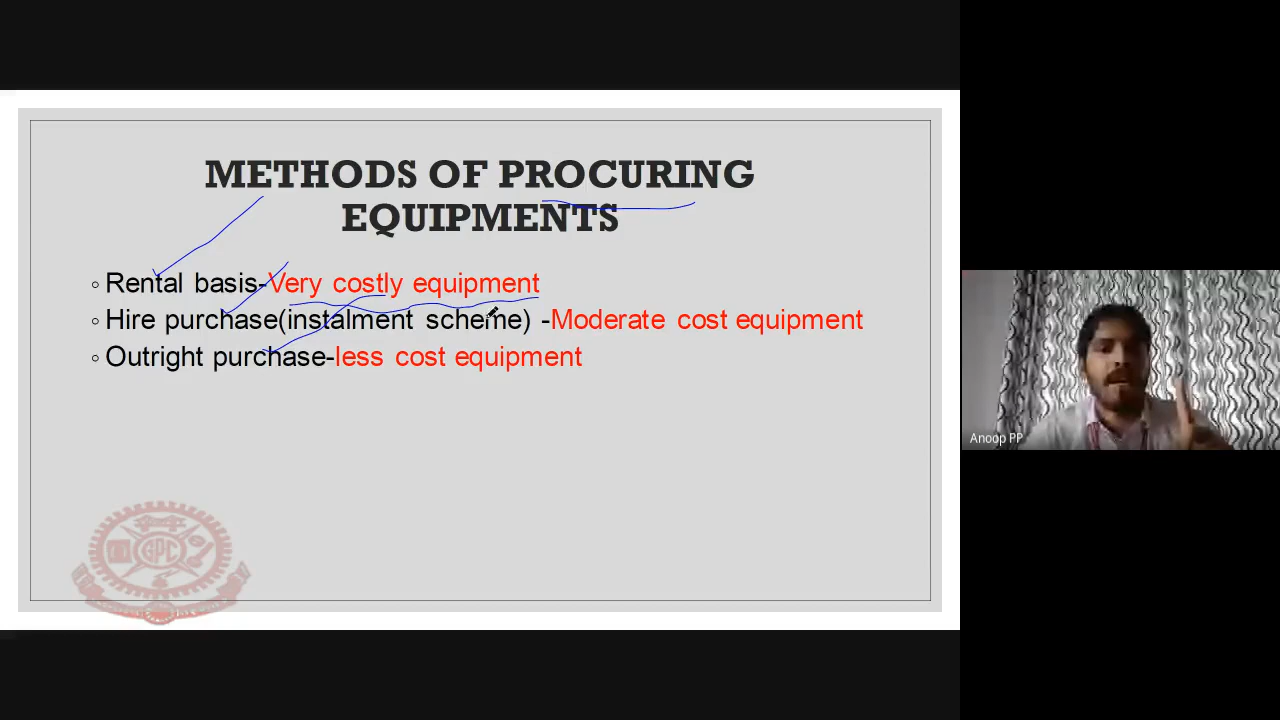 METHODS OF PROCURING
EQUIPMENTS
Rental basis-Very costly equipment
Hire purchase(instalment scheme) -Moderate cost equipment
Outright purchase-less cost equipment
GPC
Anoop PP